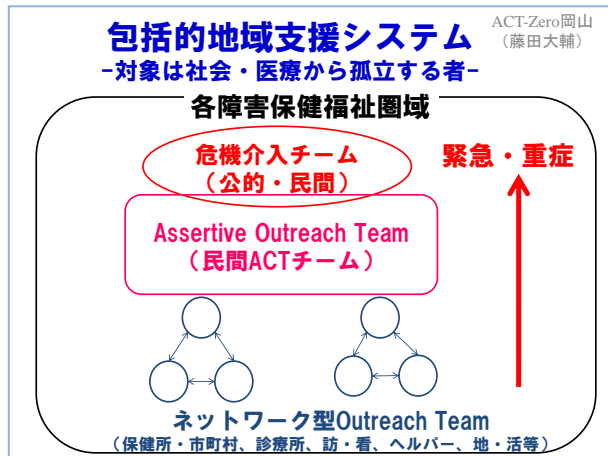 包括的地域支援システム
ACT-Zero岡山
（藤田大輔）
-対象は社会・医療から孤立する者-
各障害保健福祉圏域
危機介入チーム
（公的・民間）
緊急・重症
Assertive Outreach Team
（民間ACTチーム）
ネットワーク型Outreach Team
（保健所・市町村、診療所、訪・看、ヘルパー、地・活等）